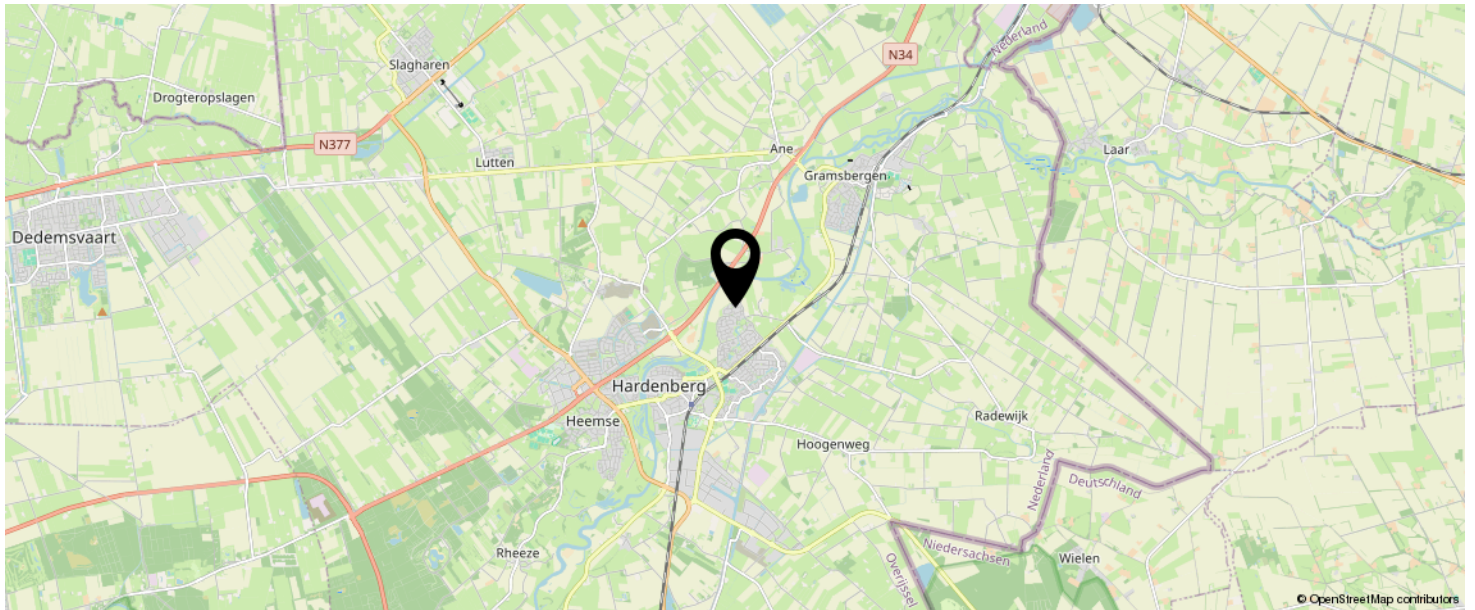 Nederland
N34
Slagharen
Drogteropslagen
N377
Ane
Laar
Lutten
Gramsbergen
Dedemsvaart
Hardenberg
Radewijk
Heemse
Hoogenweg
Nederland
Deutschland
Rheeze
Niedersachsen
Wielen
Overijssel
© OpenStreetMap contributors